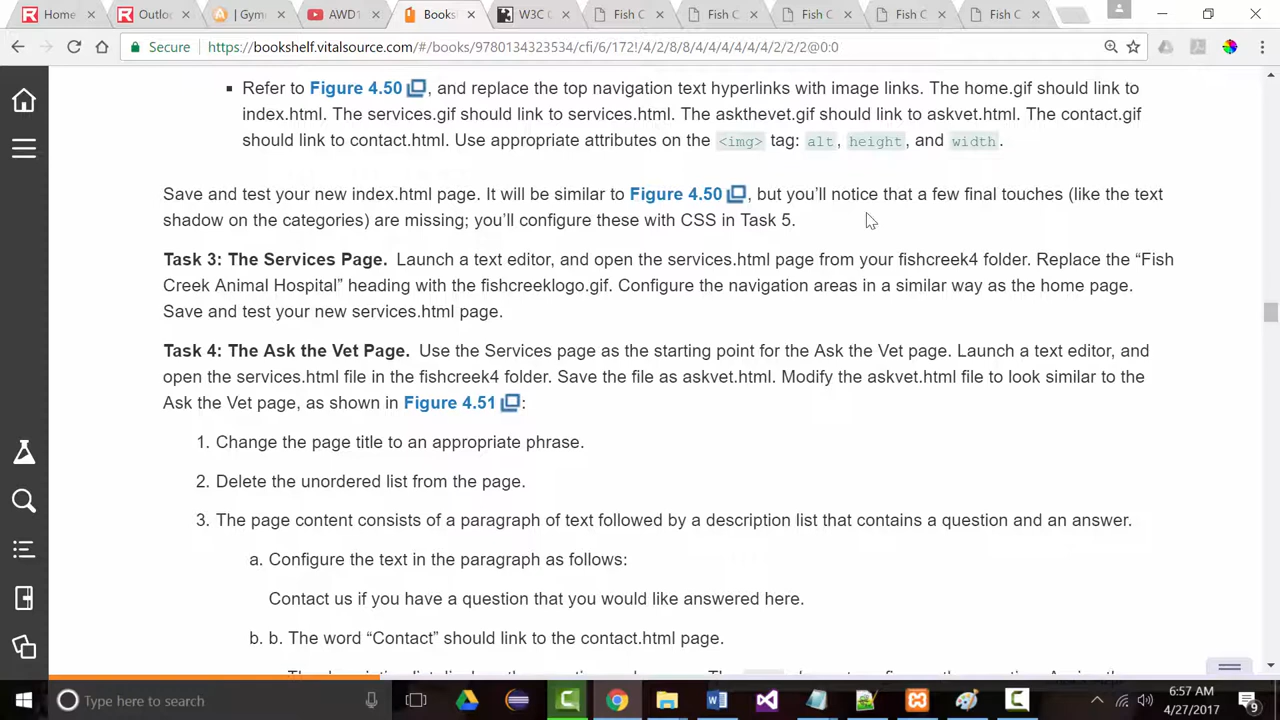 Home
Outlo
| Gym
AWD1
Books
W3C
Fish C
Fish
Fish C
Fish C
Fish C
Secure
https://bookshelf.vitalsource.com/#/books/9780134323534/cfi/6/172!/4/2/8/8/4/4/4/4/4/4/2/2/2@0:0
▪ Refer to Figure 4.50, and replace the top navigation text hyperlinks with image links. The home.gif should link to
index.html. The services.gif should link to services.html. The askthevet.gif should link to askvet.html. The contact.gif
should link to contact.html. Use appropriate attributes on the <img> tag: alt, height, and width.
Save and test your new index.html page. It will be similar to Figure 4.50, but you'll notice that a few final touches (like the text
shadow on the categories) are missing; you'll configure these with CSS in Task 5.
Task 3: The Services Page. Launch a text editor, and open the services.html page from your fishcreek4 folder. Replace the “Fish
Creek Animal Hospital” heading with the fishcreeklogo.gif. Configure the navigation areas in a similar way as the home page.
Save and test your new services.html page.
Task 4: The Ask the Vet Page. Use the Services page as the starting point for the Ask the Vet page. Launch a text editor, and
open the services.html file in the fishcreek4 folder. Save the file as askvet.html. Modify the askvet.html file to look similar to the
Ask the Vet page, as shown in Figure 4.51:
1. Change the page title to an appropriate phrase.
2. Delete the unordered list from the page.
3. The page content consists of a paragraph of text followed by a description list that contains a question and an answer.
a. Configure the text in the paragraph as follows:
Contact us if you have a question that you would like answered here.
b. b. The word “Contact” should link to the contact.html page.
Type here to search
6:57 AM
4/27/2017
9